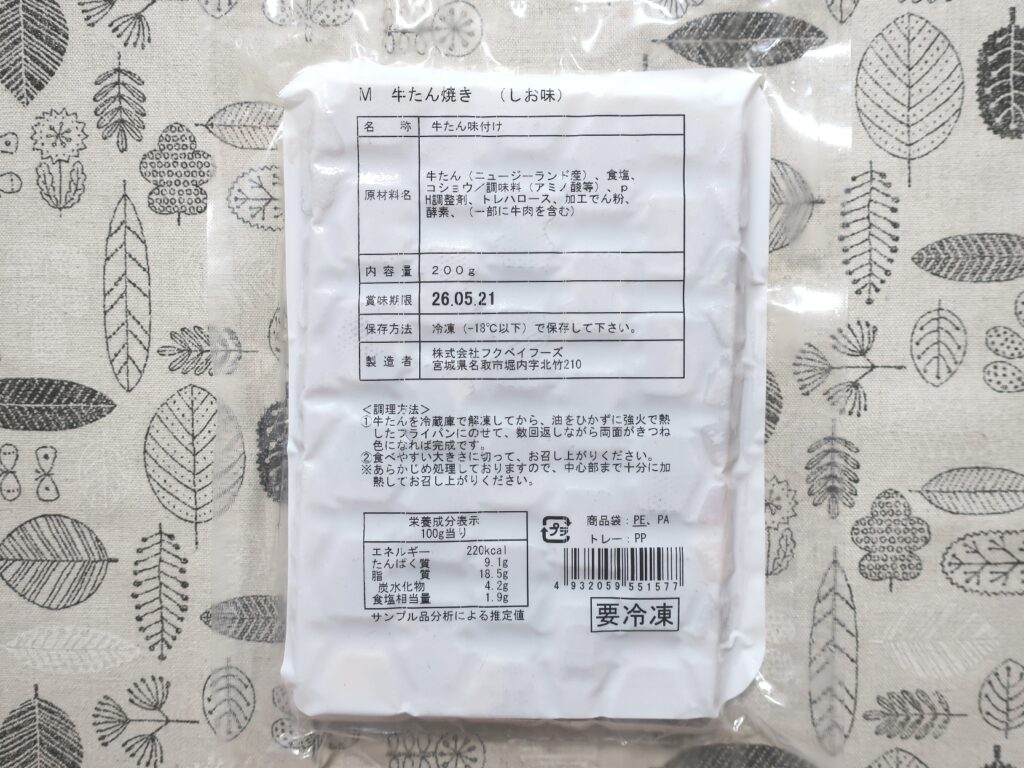 M 牛たん焼き （しお味）
名 称 牛たん味付け
原材料名 牛たん（ニュージーランド産）、食塩、
コショウ／調味料（アミノ酸等）、p
H調整剤、トレハロース、加工でん粉、
酵素、（一部に牛肉を含む）
内容量 200g
賞味期限 26.05.21
保存方法 冷凍（-18℃以下）で保存して下さい。
製造者 株式会社フクベイフーズ
宮城県名取市堀内字北竹210
＜調理方法＞
①牛たんを冷蔵庫で解凍してから、油をひかずに強火で熱
したフライパンにのせて、数回返しながら両面がきつね
色になれば完成です。
②食べやすい大きさに切って、お召し上がりください。
※あらかじめ処理しておりますので、中心部まで十分に加
熱してお召し上がりください。
栄養成分表示
100g当り
エネルギー 220kcal
たんぱく質 9.1g
脂 質 18.5g
炭水化物 4.2g
食塩相当量 1.9g
サンプル品分析による推定値
プラ
商品袋：PE、PA
トレー：PP
4 932059 551577
要冷凍